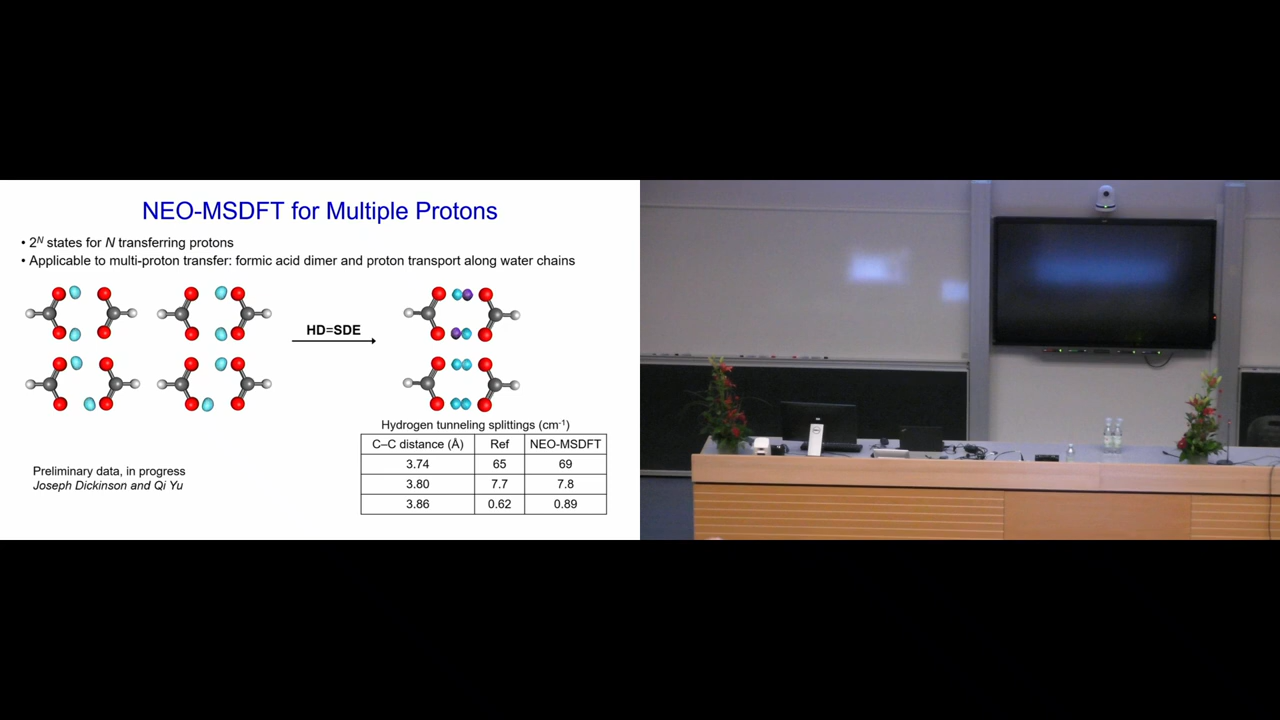 NEO-MSDFT for Multiple Protons
• 2^N states for N transferring protons
• Applicable to multi-proton transfer: formic acid dimer and proton transport along water chains
HD=SDE
Hydrogen tunneling splittings (cm⁻¹)
C–C distance (Å) Ref NEO-MSDFT
3.74 65 69
3.80 7.7 7.8
3.86 0.62 0.89
Preliminary data, in progress
Joseph Dickinson and Qi Yu